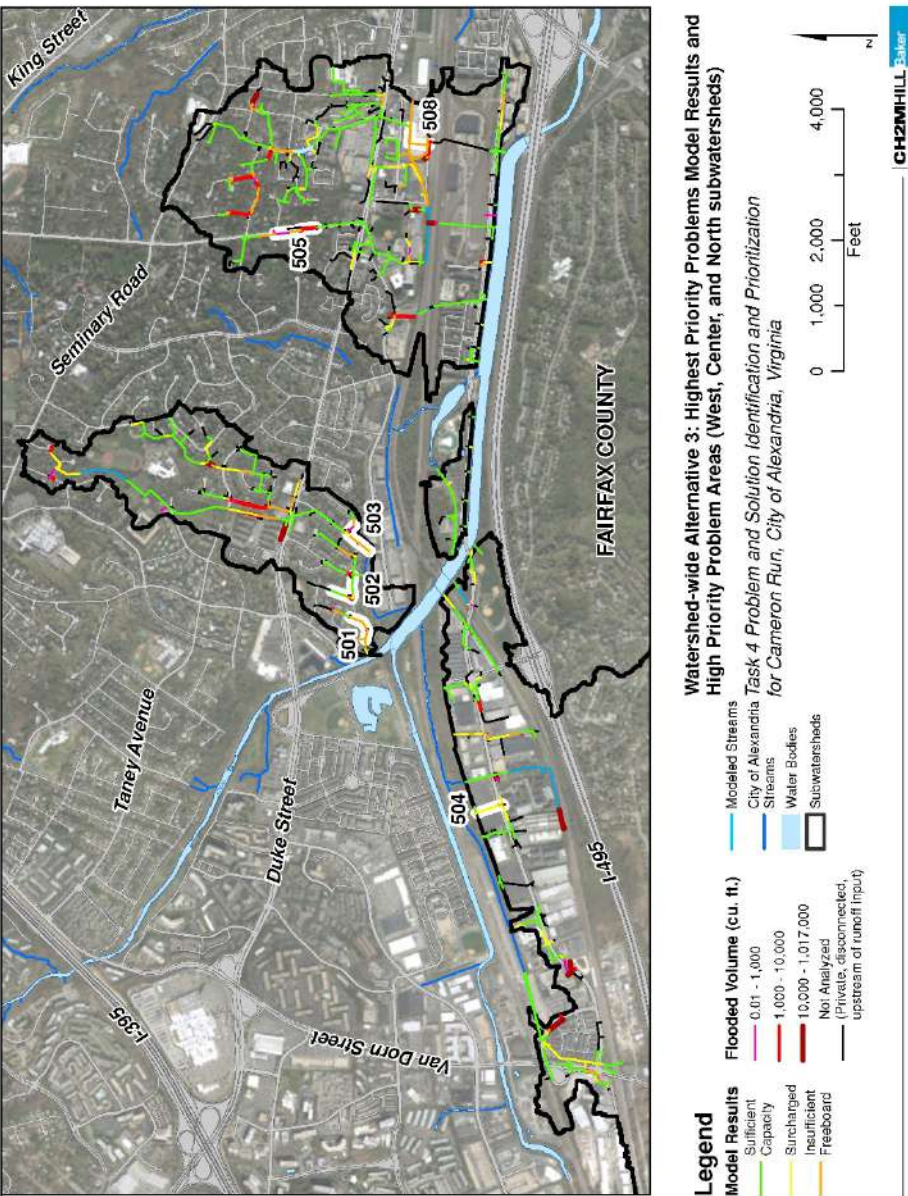 King Street
Seminary Road
Taney Avenue
Duke Street
I-395
Van Dorn Street
I-495
FAIRFAX COUNTY
501
502
503
504
505
508
Legend
Model Results
Sufficient
Capacity
Surcharged
Insufficient
Freeboard
Flooded Volume (cu. ft.)
0.01 - 1,000
1,000 - 10,000
10,000 - 1,017,000
Not Analyzed
(Private, disconnected,
upstream of runoff input)
Modeled Streams
City of Alexandria
Streams
Water Bodies
Subwatersheds
Watershed-wide Alternative 3: Highest Priority Problems Model Results and
High Priority Problem Areas (West, Center, and North subwatersheds)
Task 4 Problem and Solution Identification and Prioritization
for Cameron Run, City of Alexandria, Virginia
0 1,000 2,000 4,000
Feet
N
CH2MHILL Baker